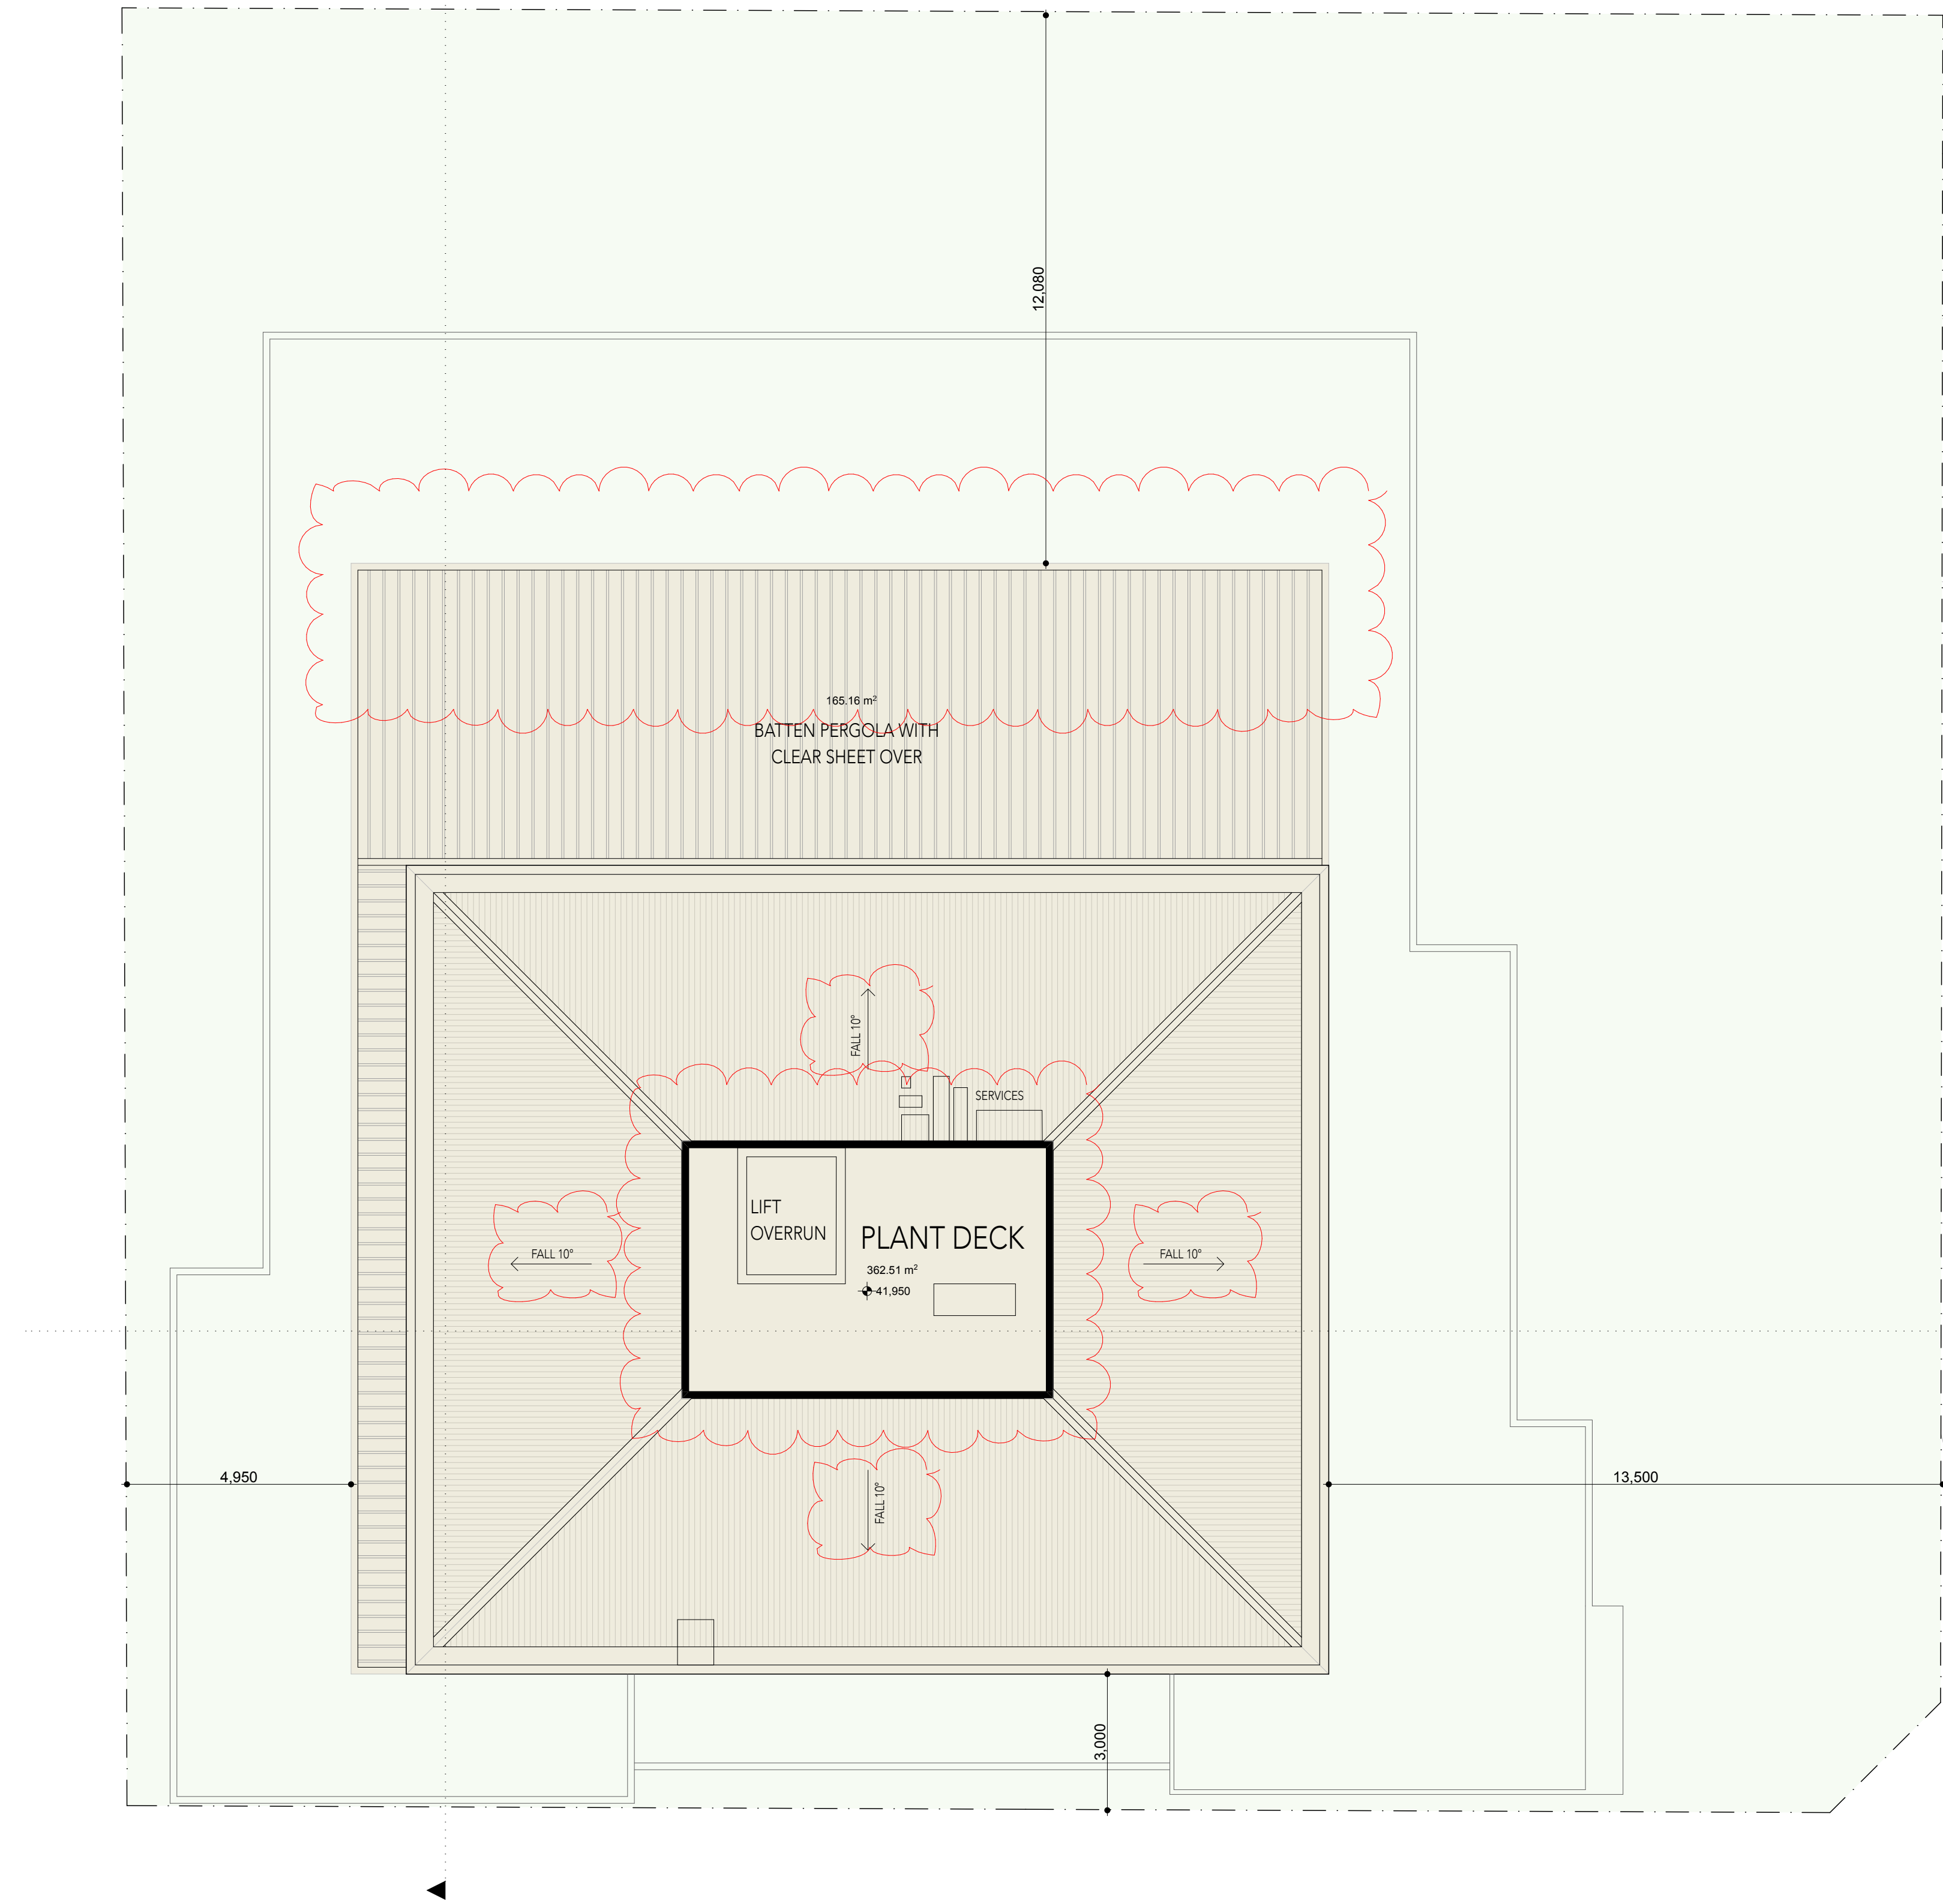 12,080
165.16 m²
BATTEN PERGOLA WITH
CLEAR SHEET OVER
FALL 10°
SERVICES
LIFT
OVERRUN
PLANT DECK
362.51 m²
41,950
FALL 10°
FALL 10°
FALL 10°
4,950
13,500
3,000